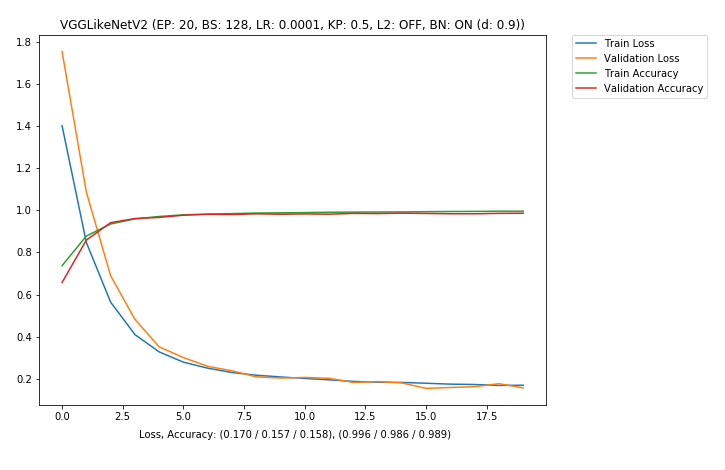 VGGLikeNetV2 (EP: 20, BS: 128, LR: 0.0001, KP: 0.5, L2: OFF, BN: ON (d: 0.9))
Train Loss
Validation Loss
Train Accuracy
Validation Accuracy
1.8
1.6
1.4
1.2
1.0
0.8
0.6
0.4
0.2
0.0 2.5 5.0 7.5 10.0 12.5 15.0 17.5
Loss, Accuracy: (0.170 / 0.157 / 0.158), (0.996 / 0.986 / 0.989)